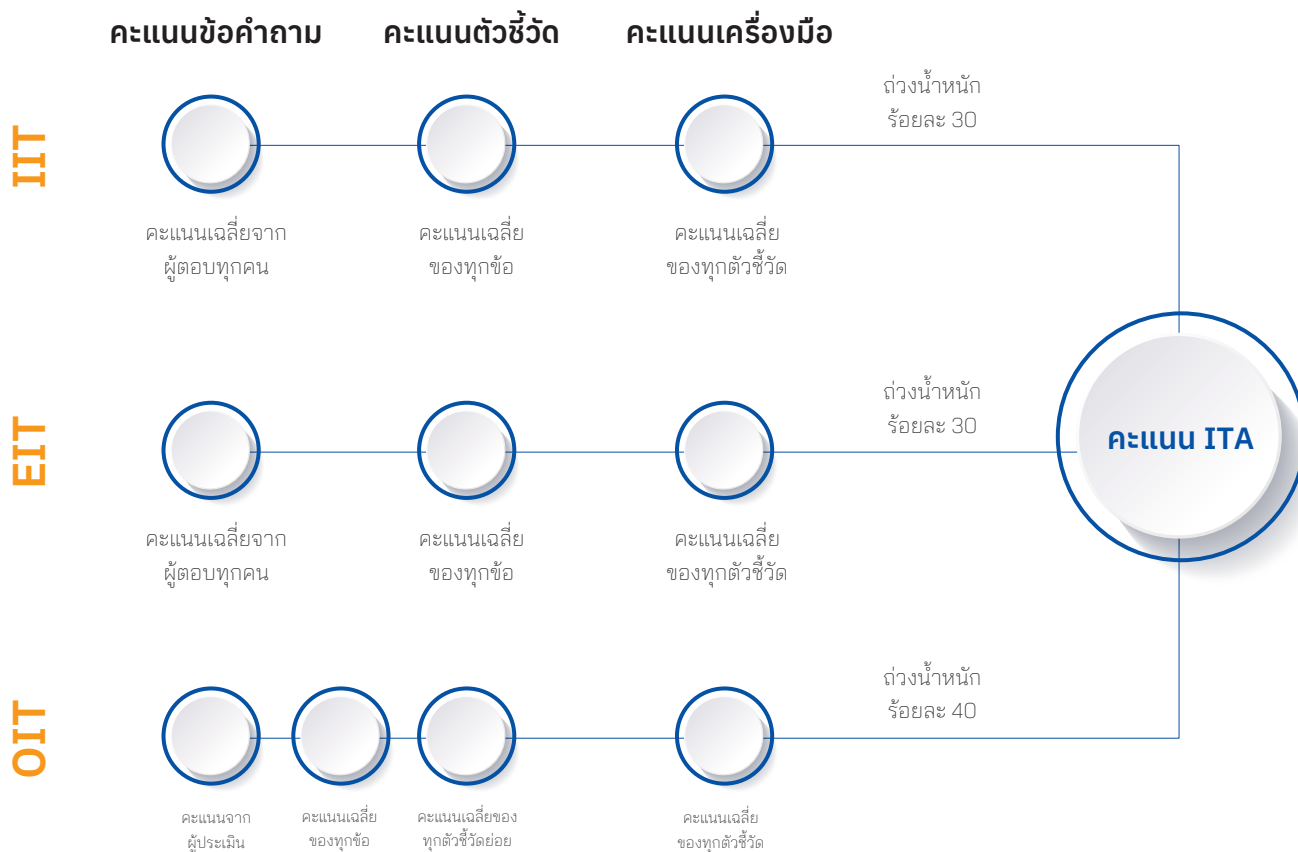 คะแนนข้อคำถาม คะแนนตัวชี้วัด คะแนนเครื่องมือ
IIT
ถ่วงน้ำหนัก
ร้อยละ 30
คะแนนเฉลี่ยจาก
ผู้ตอบทุกคน
คะแนนเฉลี่ย
ของทุกข้อ
คะแนนเฉลี่ย
ของทุกตัวชี้วัด
EIT
ถ่วงน้ำหนัก
ร้อยละ 30
คะแนน ITA
คะแนนเฉลี่ยจาก
ผู้ตอบทุกคน
คะแนนเฉลี่ย
ของทุกข้อ
คะแนนเฉลี่ย
ของทุกตัวชี้วัด
OIT
ถ่วงน้ำหนัก
ร้อยละ 40
คะแนนจาก
ผู้ประเมิน
คะแนนเฉลี่ย
ของทุกข้อ
คะแนนเฉลี่ยของ
ทุกตัวชี้วัดย่อย
คะแนนเฉลี่ย
ของทุกตัวชี้วัด